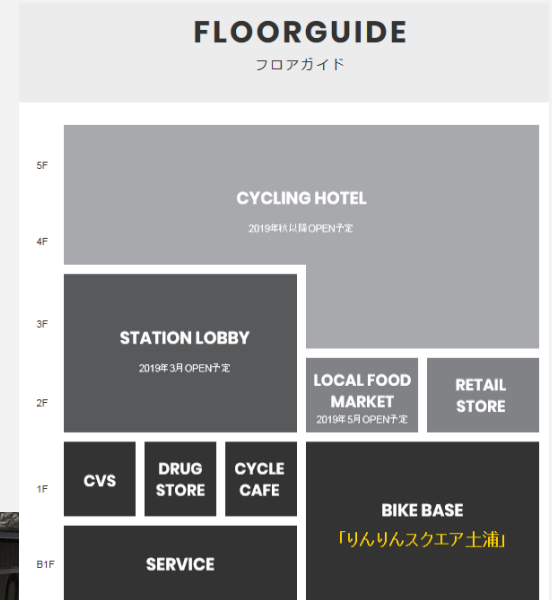 FLOORGUIDE
フロアガイド
5F
CYCLING HOTEL
2019年秋以降OPEN予定
4F
3F
STATION LOBBY
2019年3月OPEN予定
2F
LOCAL FOOD
MARKET
2019年5月OPEN予定
RETAIL
STORE
1F
CVS
DRUG
STORE
CYCLE
CAFE
BIKE BASE
「りんりんスクエア土浦」
B1F
SERVICE